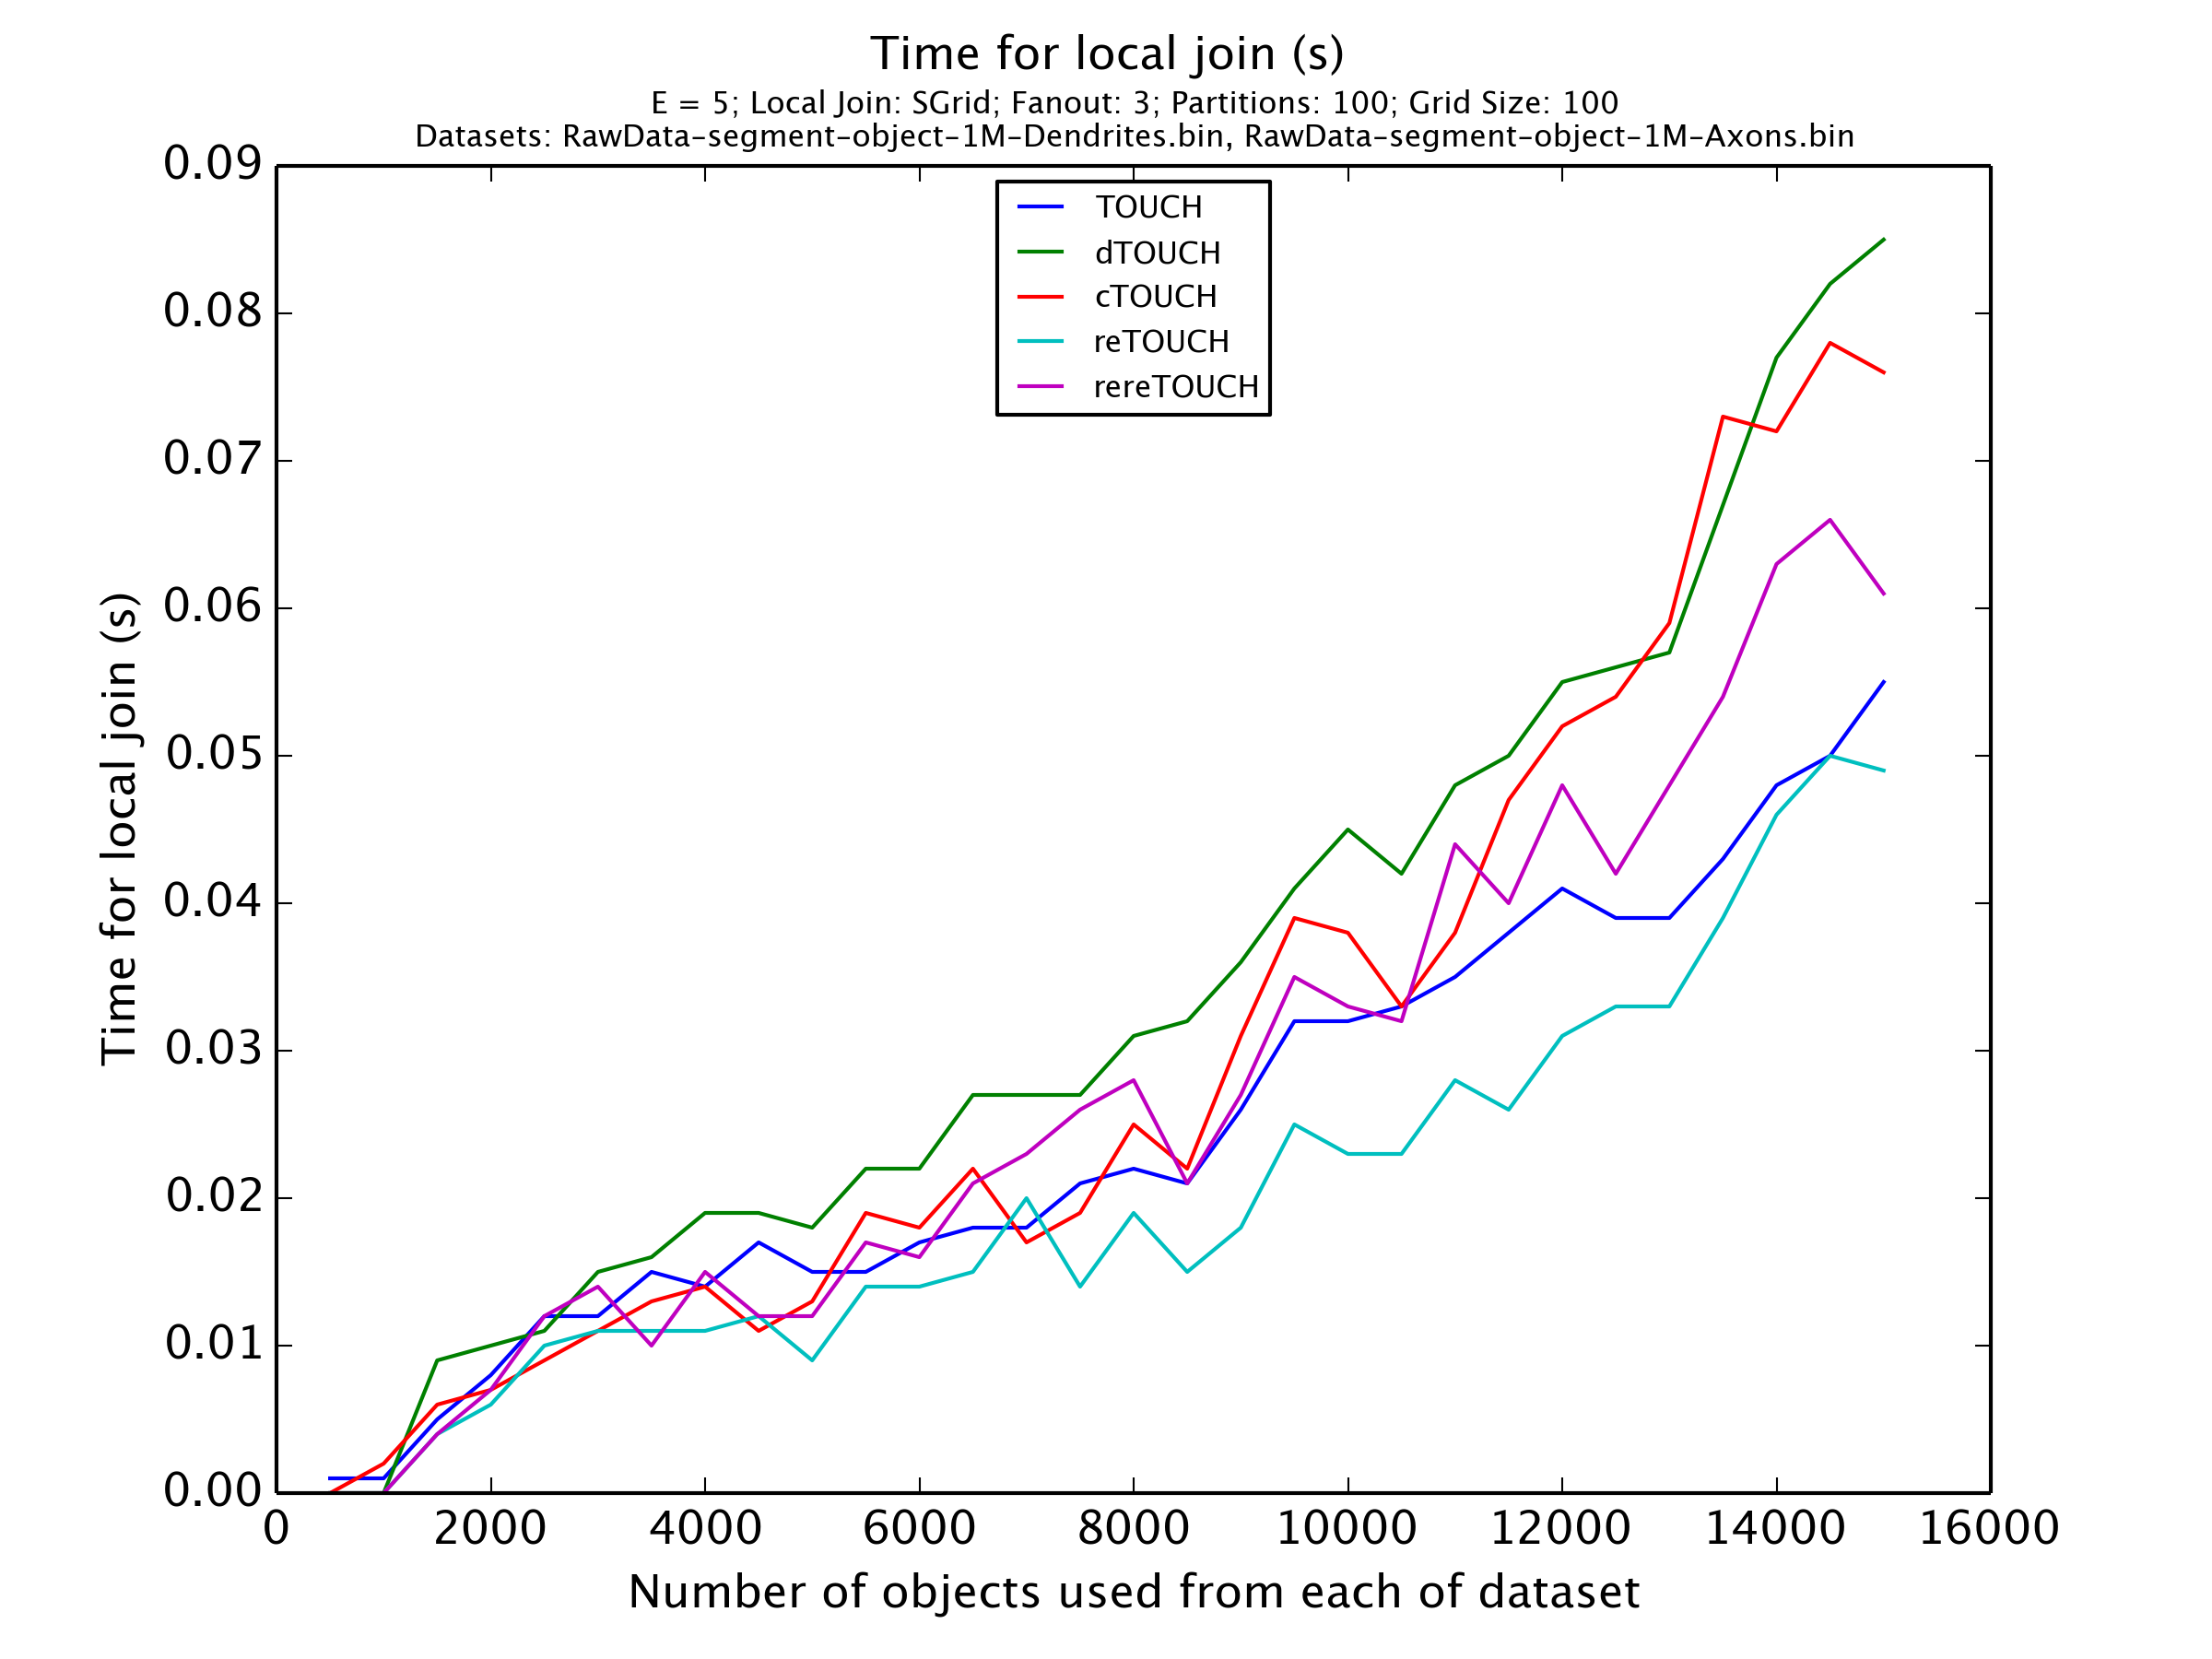 Time for local join (s)
E = 5; Local Join: SGrid; Fanout: 3; Partitions: 100; Grid Size: 100
Datasets: RawData-segment-object-1M-Dendrites.bin, RawData-segment-object-1M-Axons.bin
TOUCH
dTOUCH
cTOUCH
reTOUCH
rereTOUCH
Time for local join (s)
0.09
0.08
0.07
0.06
0.05
0.04
0.03
0.02
0.01
0.00
0 2000 4000 6000 8000 10000 12000 14000 16000
Number of objects used from each of dataset